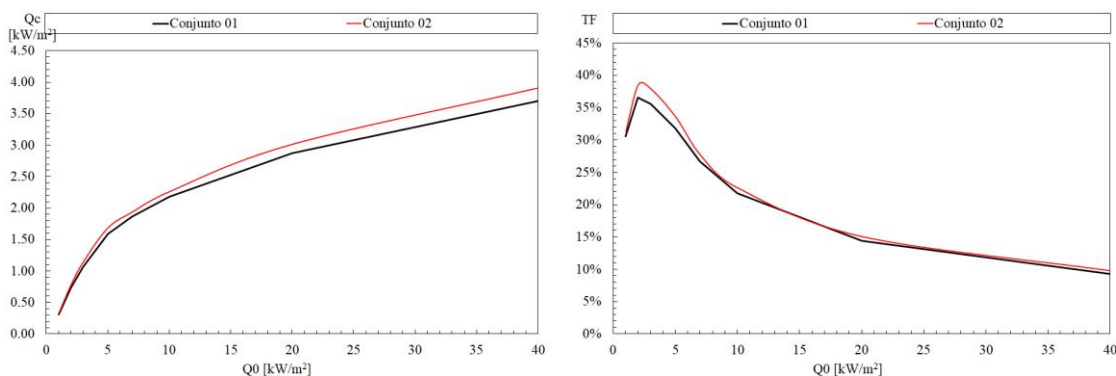 Qc
[kW/m²]
Conjunto 01 Conjunto 02
4.50
4.00
3.50
3.00
2.50
2.00
1.50
1.00
0.50
0.00
0 5 10 15 20 25 30 35 40
Q0 [kW/m²]
TF
Conjunto 01 Conjunto 02
45%
40%
35%
30%
25%
20%
15%
10%
5%
0%
0 5 10 15 20 25 30 35 40
Q0 [kW/m²]